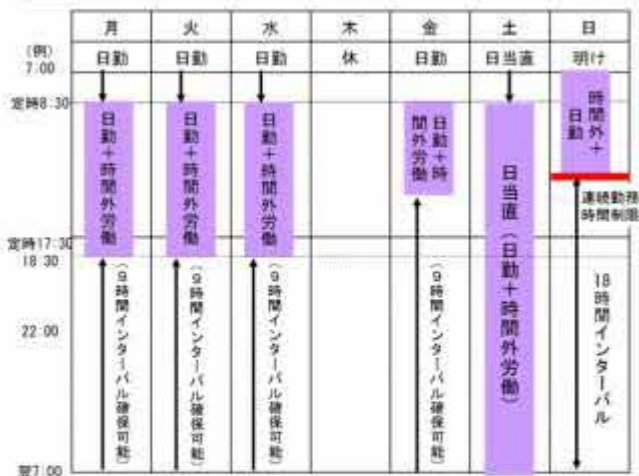 月 火 水 木 金 土 日
(例) 日勤 日勤 日勤 休 日勤 日当直 明け
7:00
定時8:30
日勤+時間外労働
日勤+時間外労働
日勤+時間外労働
日勤+時間外労働
日当直(日勤+時間外労働)
時間外+日勤
連続勤務
時間制限
定時17:30
18:30
22:00
(9時間インターバル確保可能)
(9時間インターバル確保可能)
(9時間インターバル確保可能)
(9時間インターバル確保可能)
18時間インターバル
翌7:00